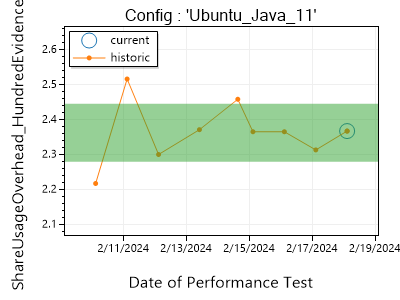 Config : 'Ubuntu_Java_11'
current
historic
ShareUsageOverhead_HundredEvidence
2.6
2.5
2.4
2.3
2.2
2.1
2/11/2024 2/13/2024 2/15/2024 2/17/2024 2/19/2024
Date of Performance Test